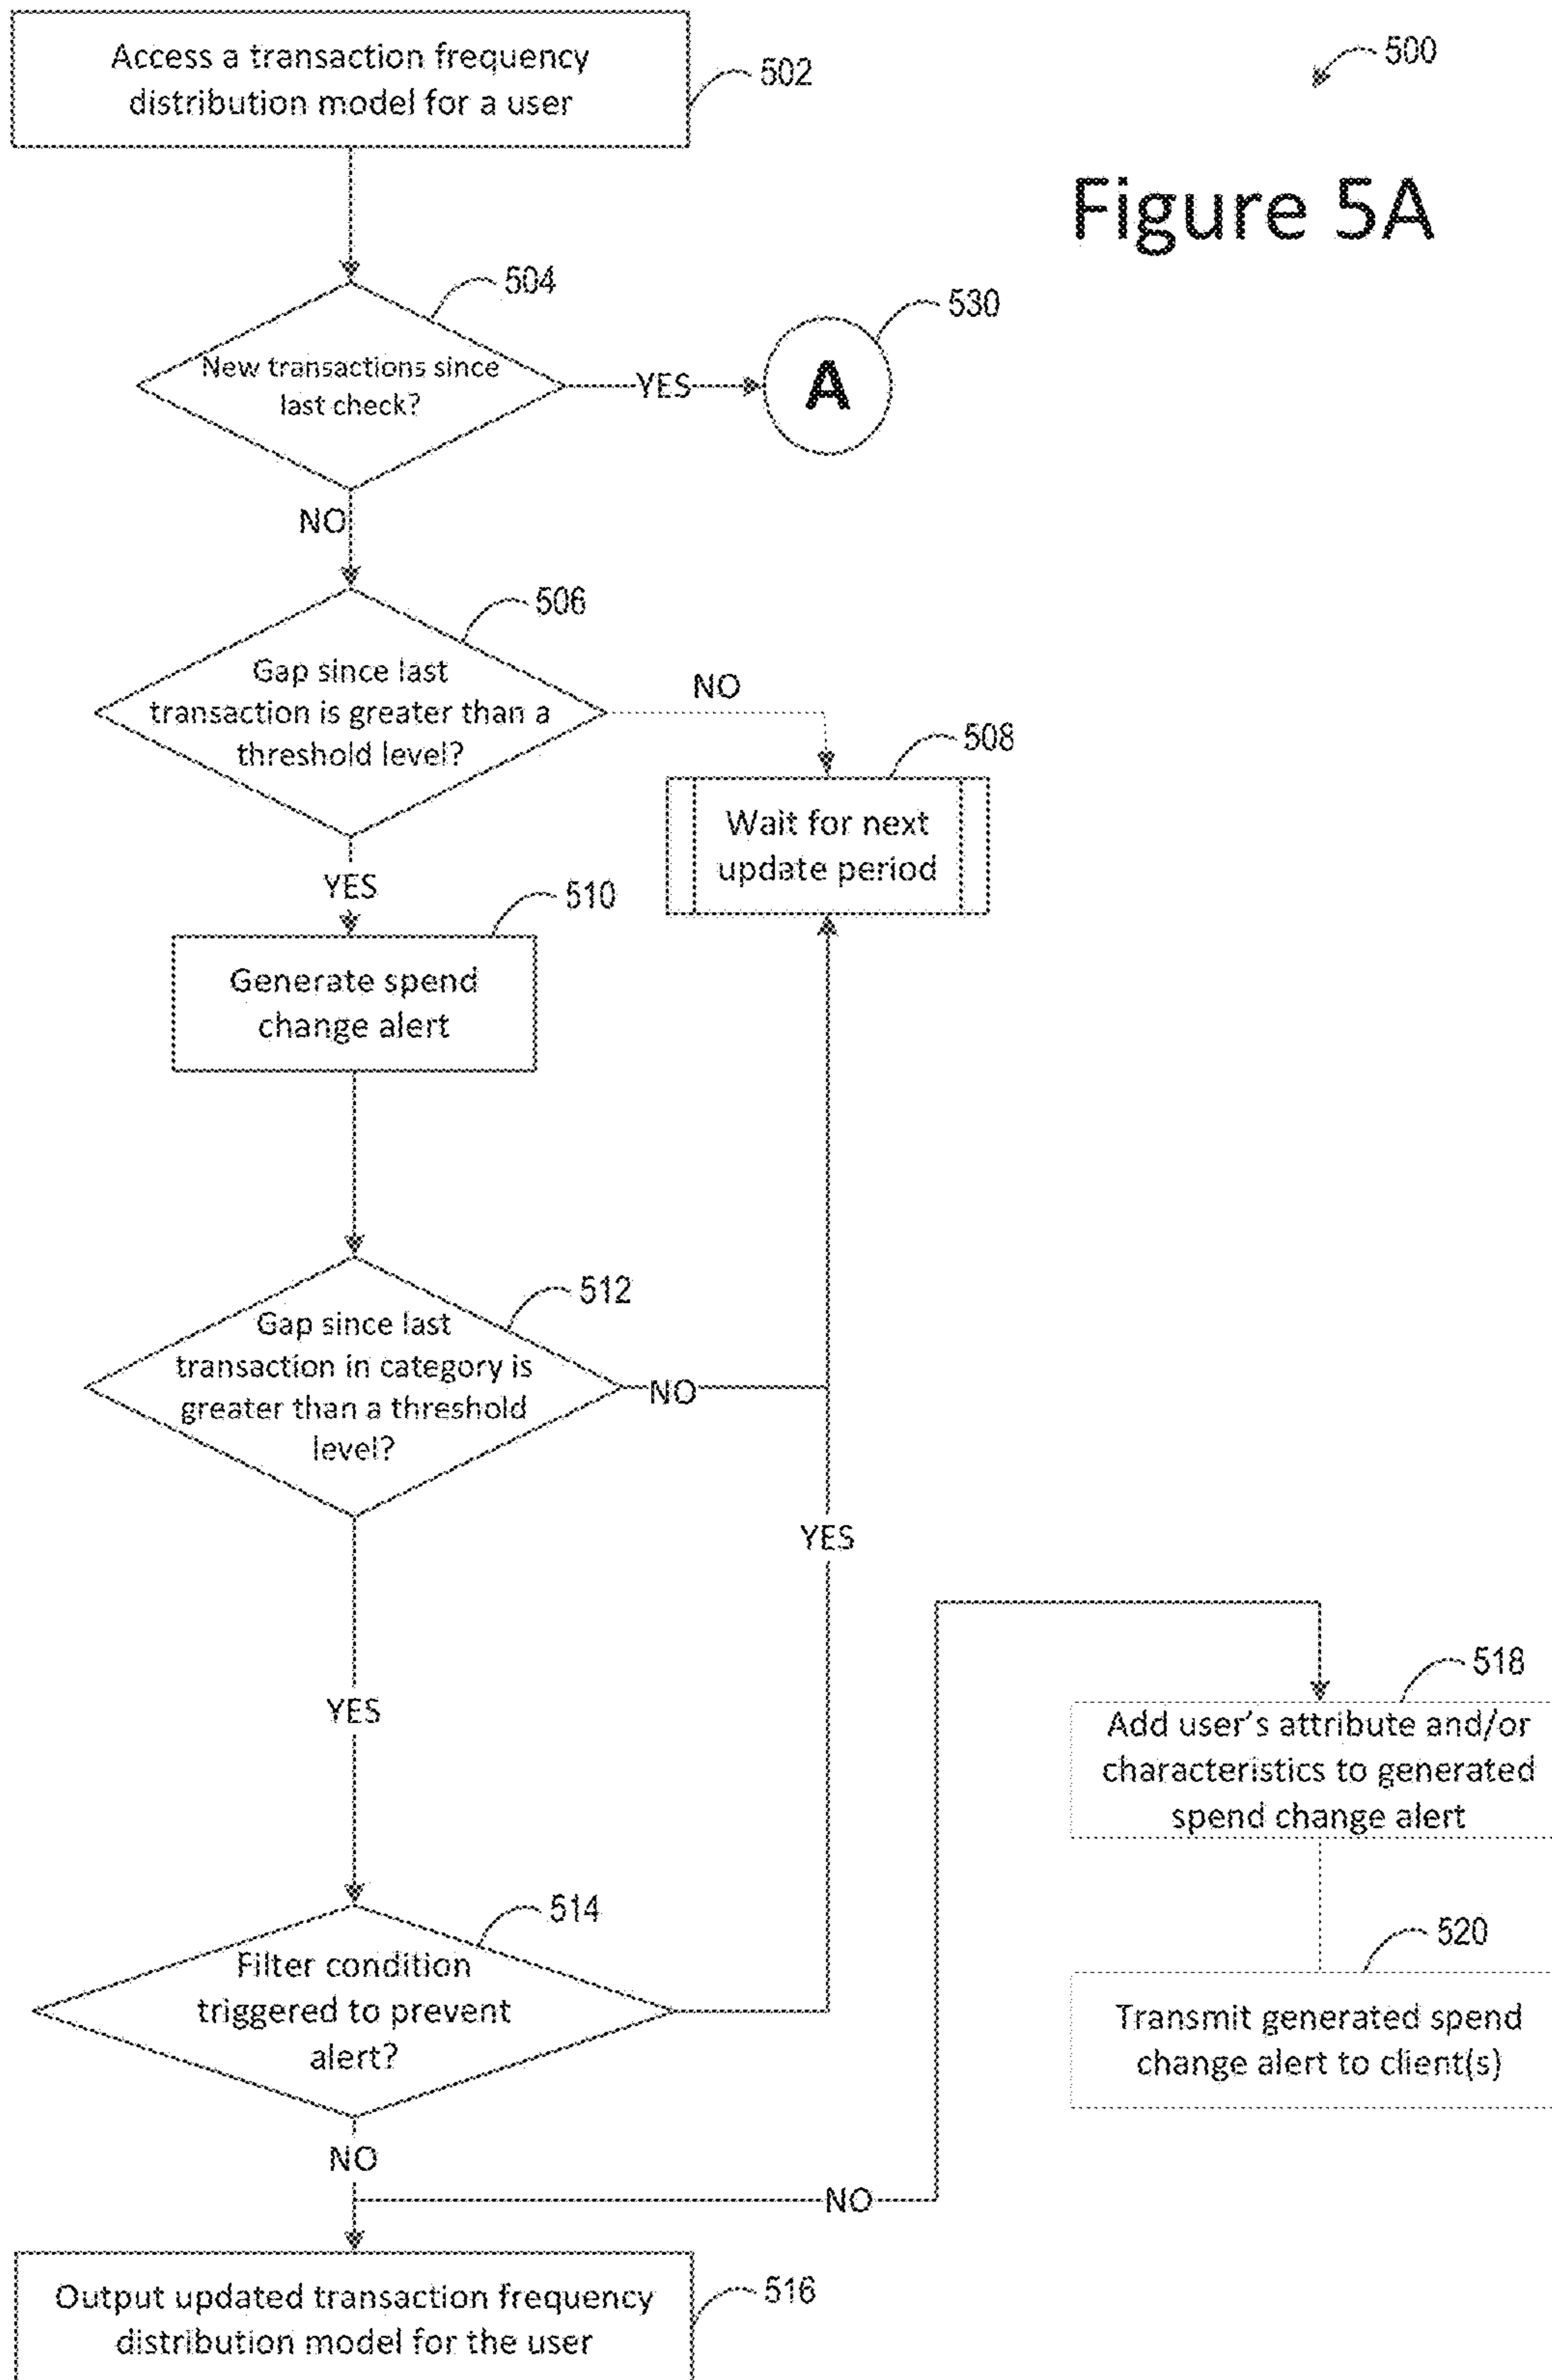 Access a transaction frequency
distribution model for a user
502
500
Figure 5A
504
New transactions since
last check?
YES
530
A
NO
506
Gap since last
transaction is greater than a
threshold level?
NO
508
Wait for next
update period
YES
510
Generate spend
change alert
512
Gap since last
transaction in category is
greater than a threshold
level?
NO
YES
YES
518
Add user's attribute and/or
characteristics to generated
spend change alert
514
Filter condition
triggered to prevent
alert?
520
Transmit generated spend
change alert to client(s)
NO
NO
Output updated transaction frequency
distribution model for the user
516